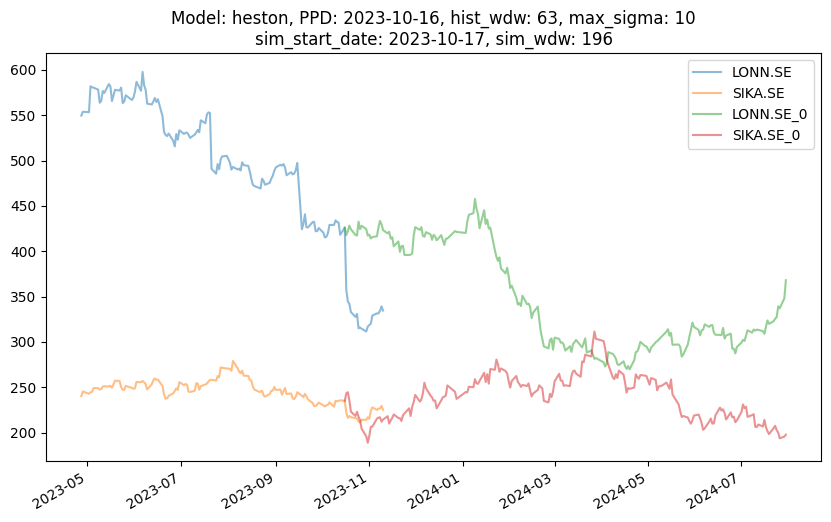 Model: heston, PPD: 2023-10-16, hist_wdw: 63, max_sigma: 10
sim_start_date: 2023-10-17, sim_wdw: 196
LONN.SE
SIKA.SE
LONN.SE_0
SIKA.SE_0
600
550
500
450
400
350
300
250
200
2023-05
2023-07
2023-09
2023-11
2024-01
2024-03
2024-05
2024-07